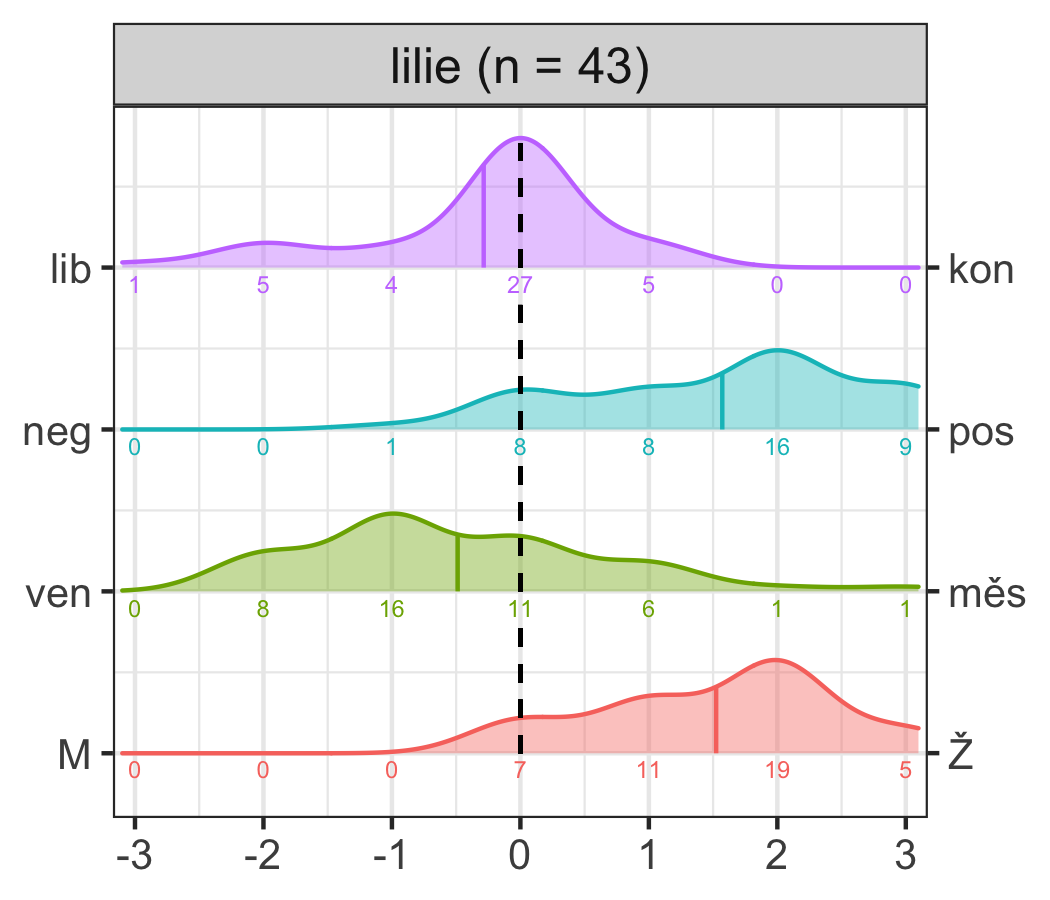 lilie (n = 43)
lib kon
1 5 4 27 5 0 0
neg pos
0 0 1 8 8 16 9
ven měs
0 8 16 11 6 1 1
M Ž
0 0 0 7 11 19 5
-3 -2 -1 0 1 2 3